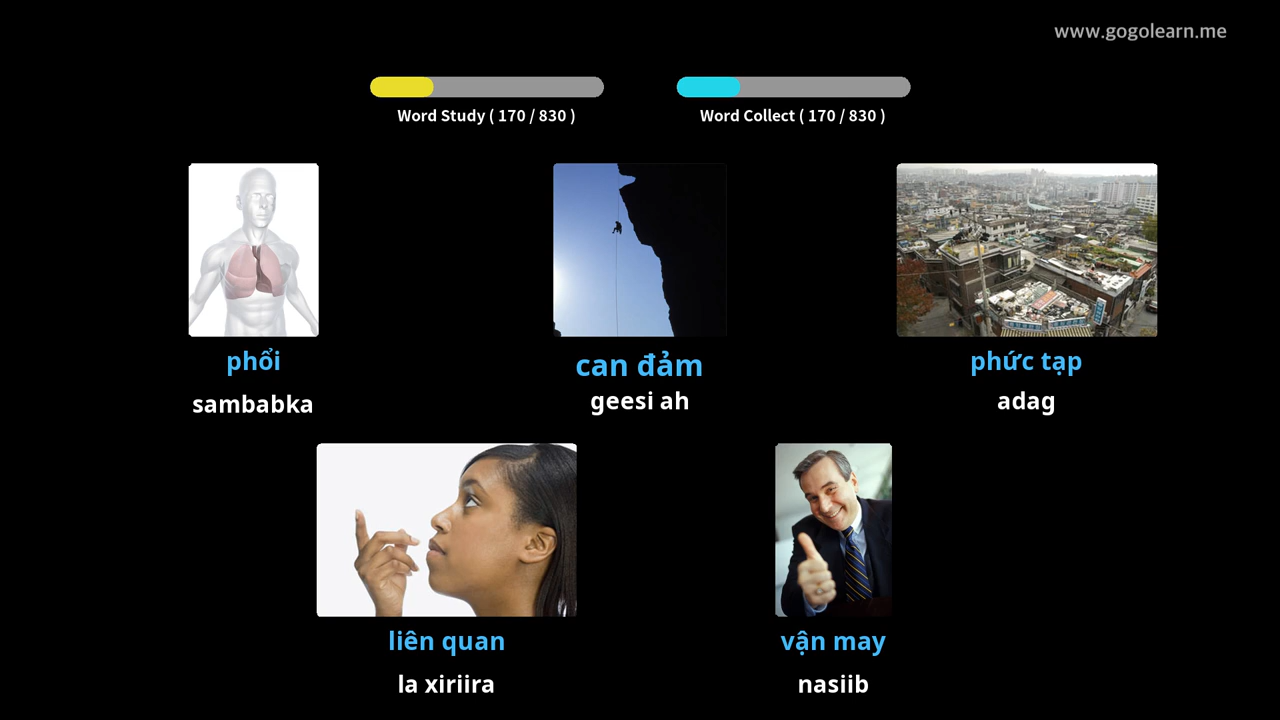 www.gogolearn.me
Word Study ( 170 / 830 )
Word Collect ( 170 / 830 )
phổi
sambabka
can đảm
geesi ah
phức tạp
adag
liên quan
la xiriira
vận may
nasiib